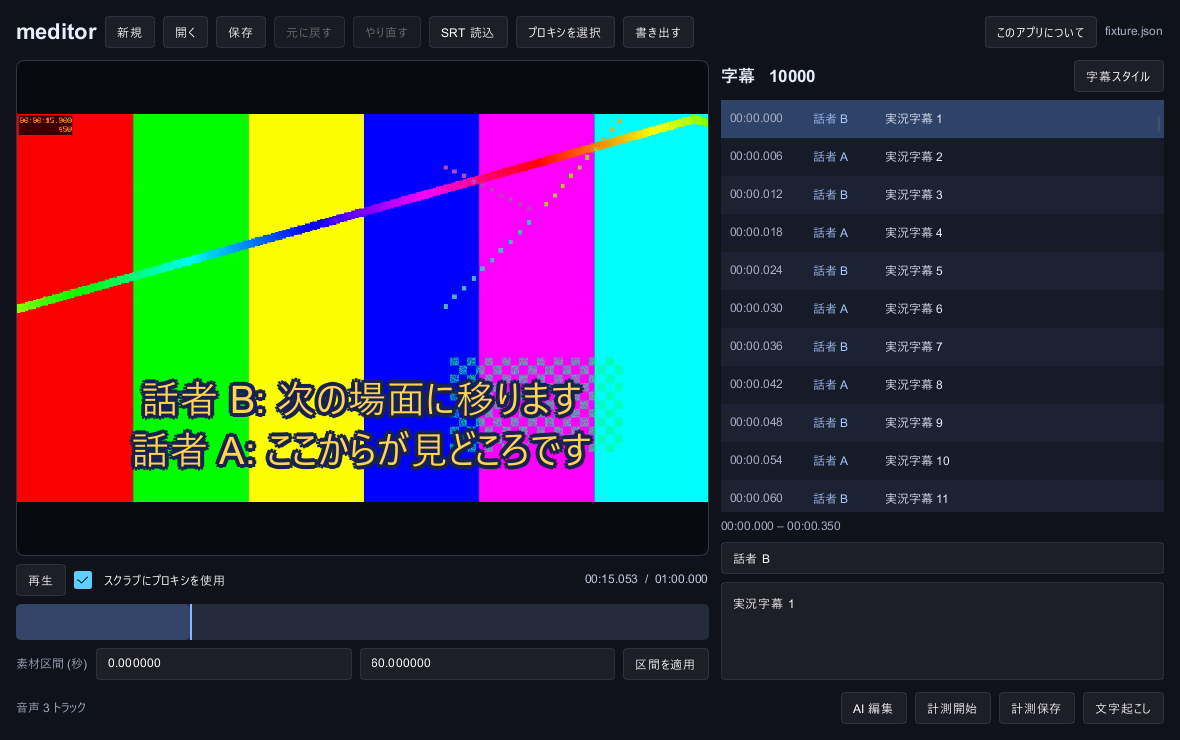 meditor 新規 開く 保存 元に戻す やり直す SRT 読込 プロキシを選択 書き出す このアプリについて fixture.json
00:00:15.000
450
話者 B: 次の場面に移ります
話者 A: ここからが見どころです
再生 スクラブにプロキシを使用 00:15.053 / 01:00.000
素材区間 (秒) 0.000000 60.000000 区間を適用
音声 3 トラック
字幕 10000 字幕スタイル
00:00.000 話者 B 実況字幕 1
00:00.006 話者 A 実況字幕 2
00:00.012 話者 B 実況字幕 3
00:00.018 話者 A 実況字幕 4
00:00.024 話者 B 実況字幕 5
00:00.030 話者 A 実況字幕 6
00:00.036 話者 B 実況字幕 7
00:00.042 話者 A 実況字幕 8
00:00.048 話者 B 実況字幕 9
00:00.054 話者 A 実況字幕 10
00:00.060 話者 B 実況字幕 11
00:00.000 – 00:00.350
話者 B
実況字幕 1
AI 編集 計測開始 計測保存 文字起こし